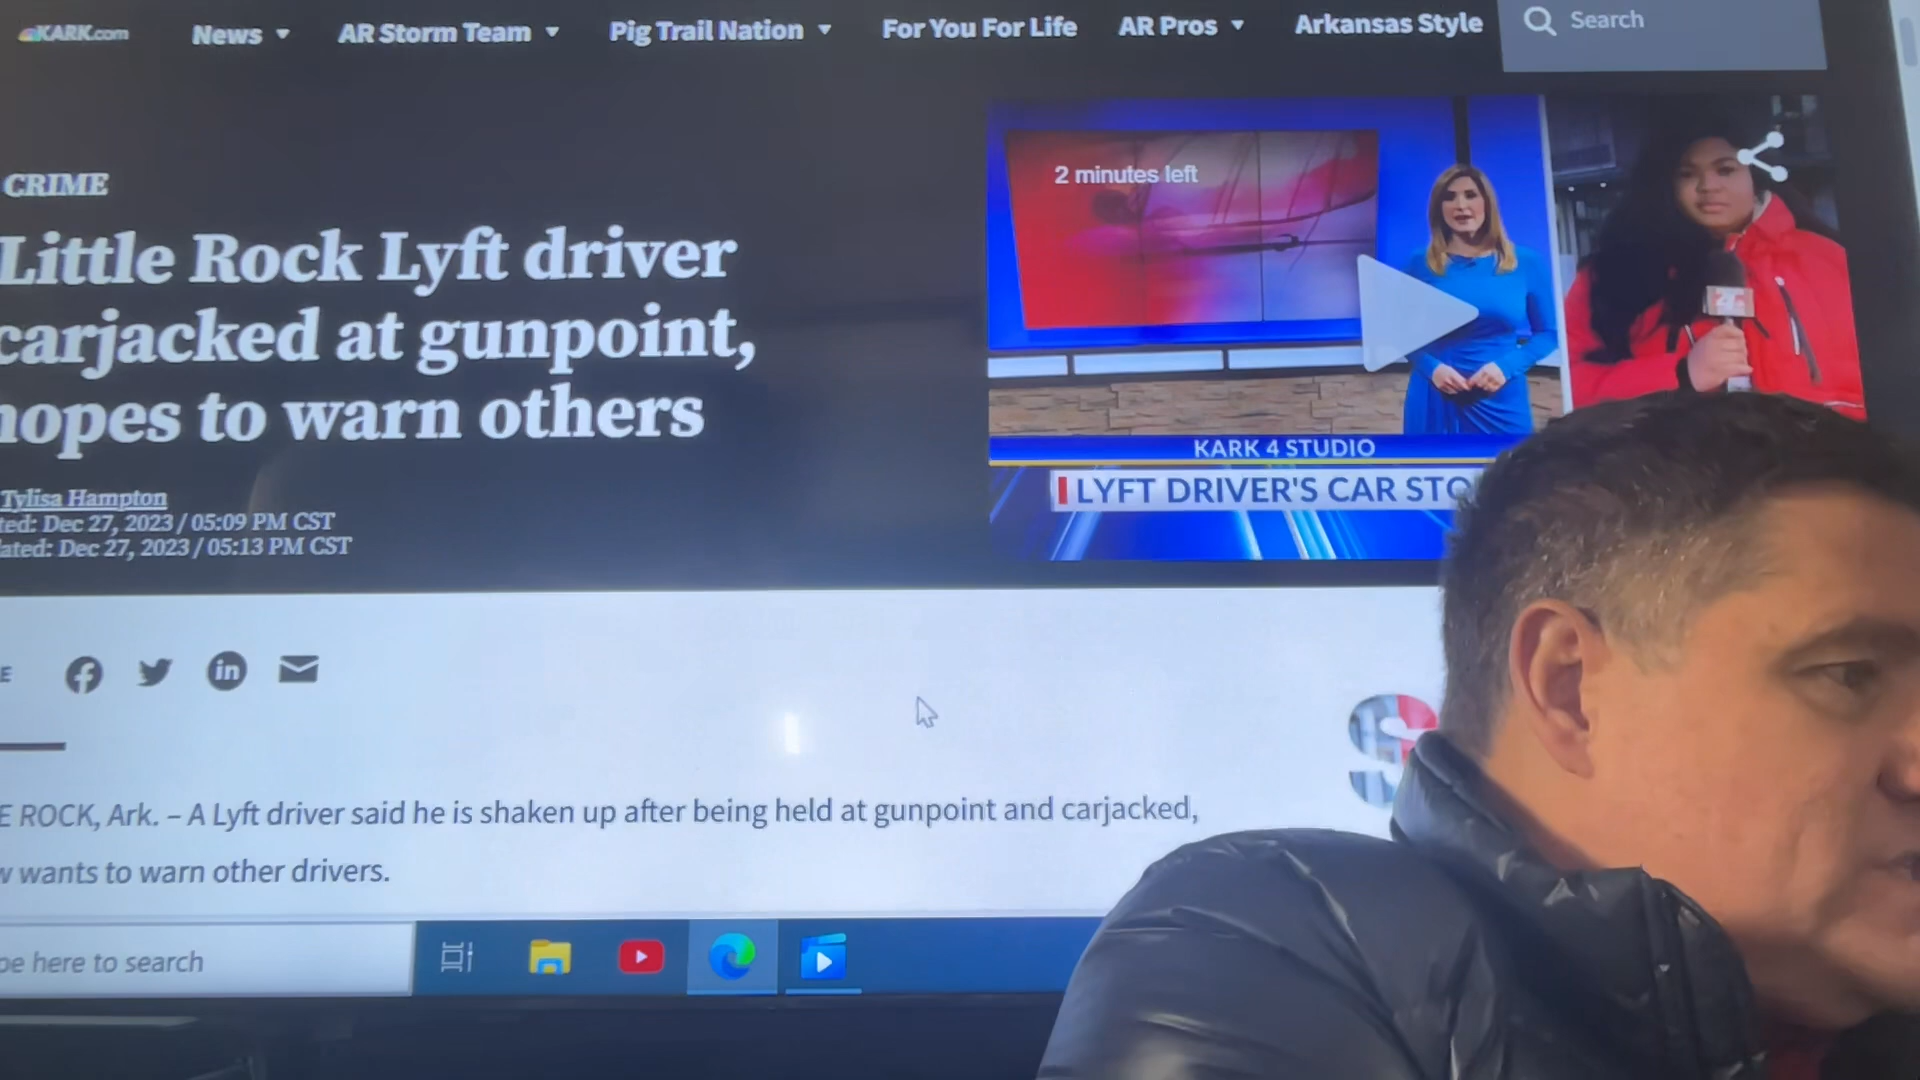 KARK.com
News
AR Storm Team
Pig Trail Nation
For You For Life
AR Pros
Arkansas Style
Search
CRIME
Little Rock Lyft driver
carjacked at gunpoint,
hopes to warn others
Tylisa Hampton
ted: Dec 27, 2023 / 05:09 PM CST
ated: Dec 27, 2023 / 05:13 PM CST
2 minutes left
KARK 4 STUDIO
LYFT DRIVER'S CAR STO
E
in
S
E ROCK, Ark. – A Lyft driver said he is shaken up after being held at gunpoint and carjacked,
w wants to warn other drivers.
pe here to search